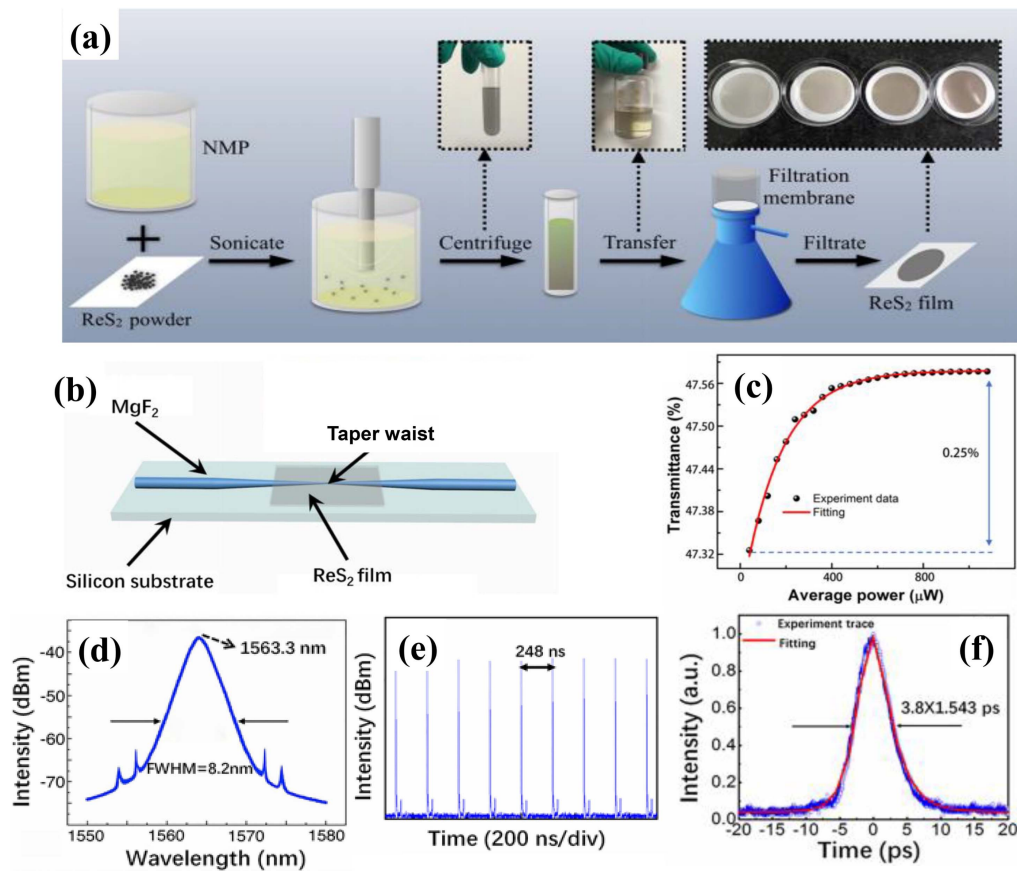 (a)
NMP
Sonicate
Centrifuge
Transfer
Filtration
membrane
Filtrate
ReS₂ powder
ReS₂ film
(b)
MgF₂
Taper waist
Silicon substrate
ReS₂ film
(c)
Transmittance (%)
47.56
47.50
47.44
47.38
47.32
0.25%
Experiment data
Fitting
0 400 800
Average power (μW)
(d)
Intensity (dBm)
-40
-50
-60
-70
1563.3 nm
FWHM=8.2nm
1550 1560 1570 1580
Wavelength (nm)
(e)
Intensity (dBm)
248 ns
Time (200 ns/div)
(f)
Intensity (a.u.)
1.0
0.8
0.6
0.4
0.2
0.0
Experiment trace
Fitting
3.8X1.543 ps
-20 -15 -10 -5 0 5 10 15 20
Time (ps)